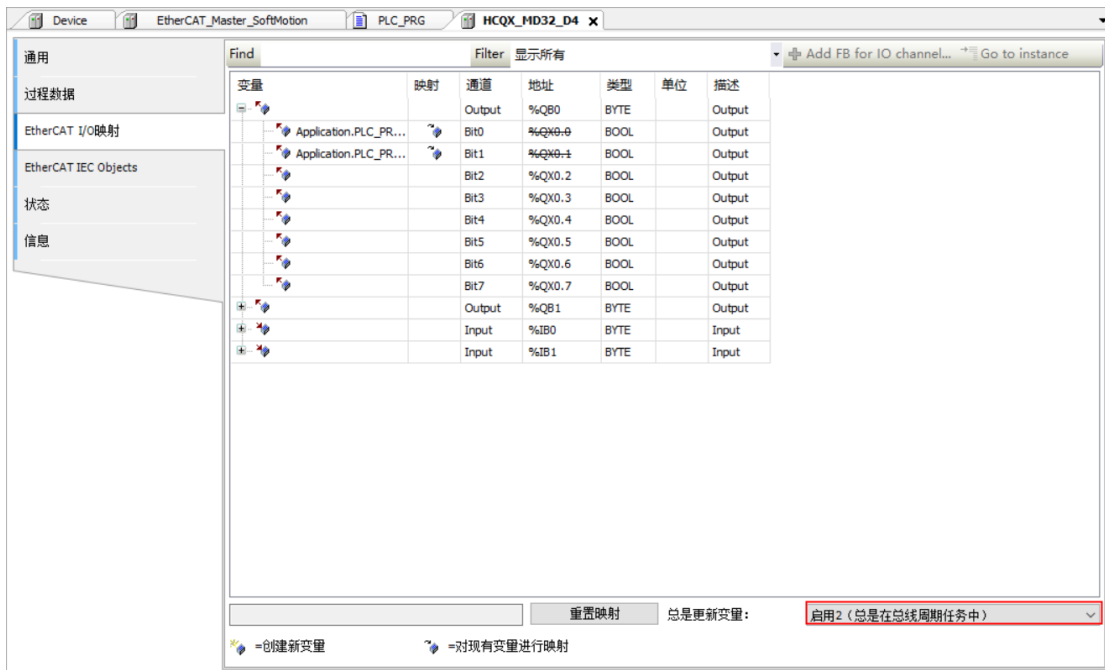 Device EtherCAT_Master_SoftMotion PLC_PRG HCQX_MD32_D4
通用
过程数据
EtherCAT I/O映射
EtherCAT IEC Objects
状态
信息
Find Filter 显示所有 Add FB for IO channel... Go to instance
变量 映射 通道 地址 类型 单位 描述
Output %QB0 BYTE Output
Application.PLC_PR... Bit0 %QX0.0 BOOL Output
Application.PLC_PR... Bit1 %QX0.1 BOOL Output
Bit2 %QX0.2 BOOL Output
Bit3 %QX0.3 BOOL Output
Bit4 %QX0.4 BOOL Output
Bit5 %QX0.5 BOOL Output
Bit6 %QX0.6 BOOL Output
Bit7 %QX0.7 BOOL Output
Output %QB1 BYTE Output
Input %IB0 BYTE Input
Input %IB1 BYTE Input
重置映射 总是更新变量: 启用2（总是在总线周期任务中）
=创建新变量 =对现有变量进行映射